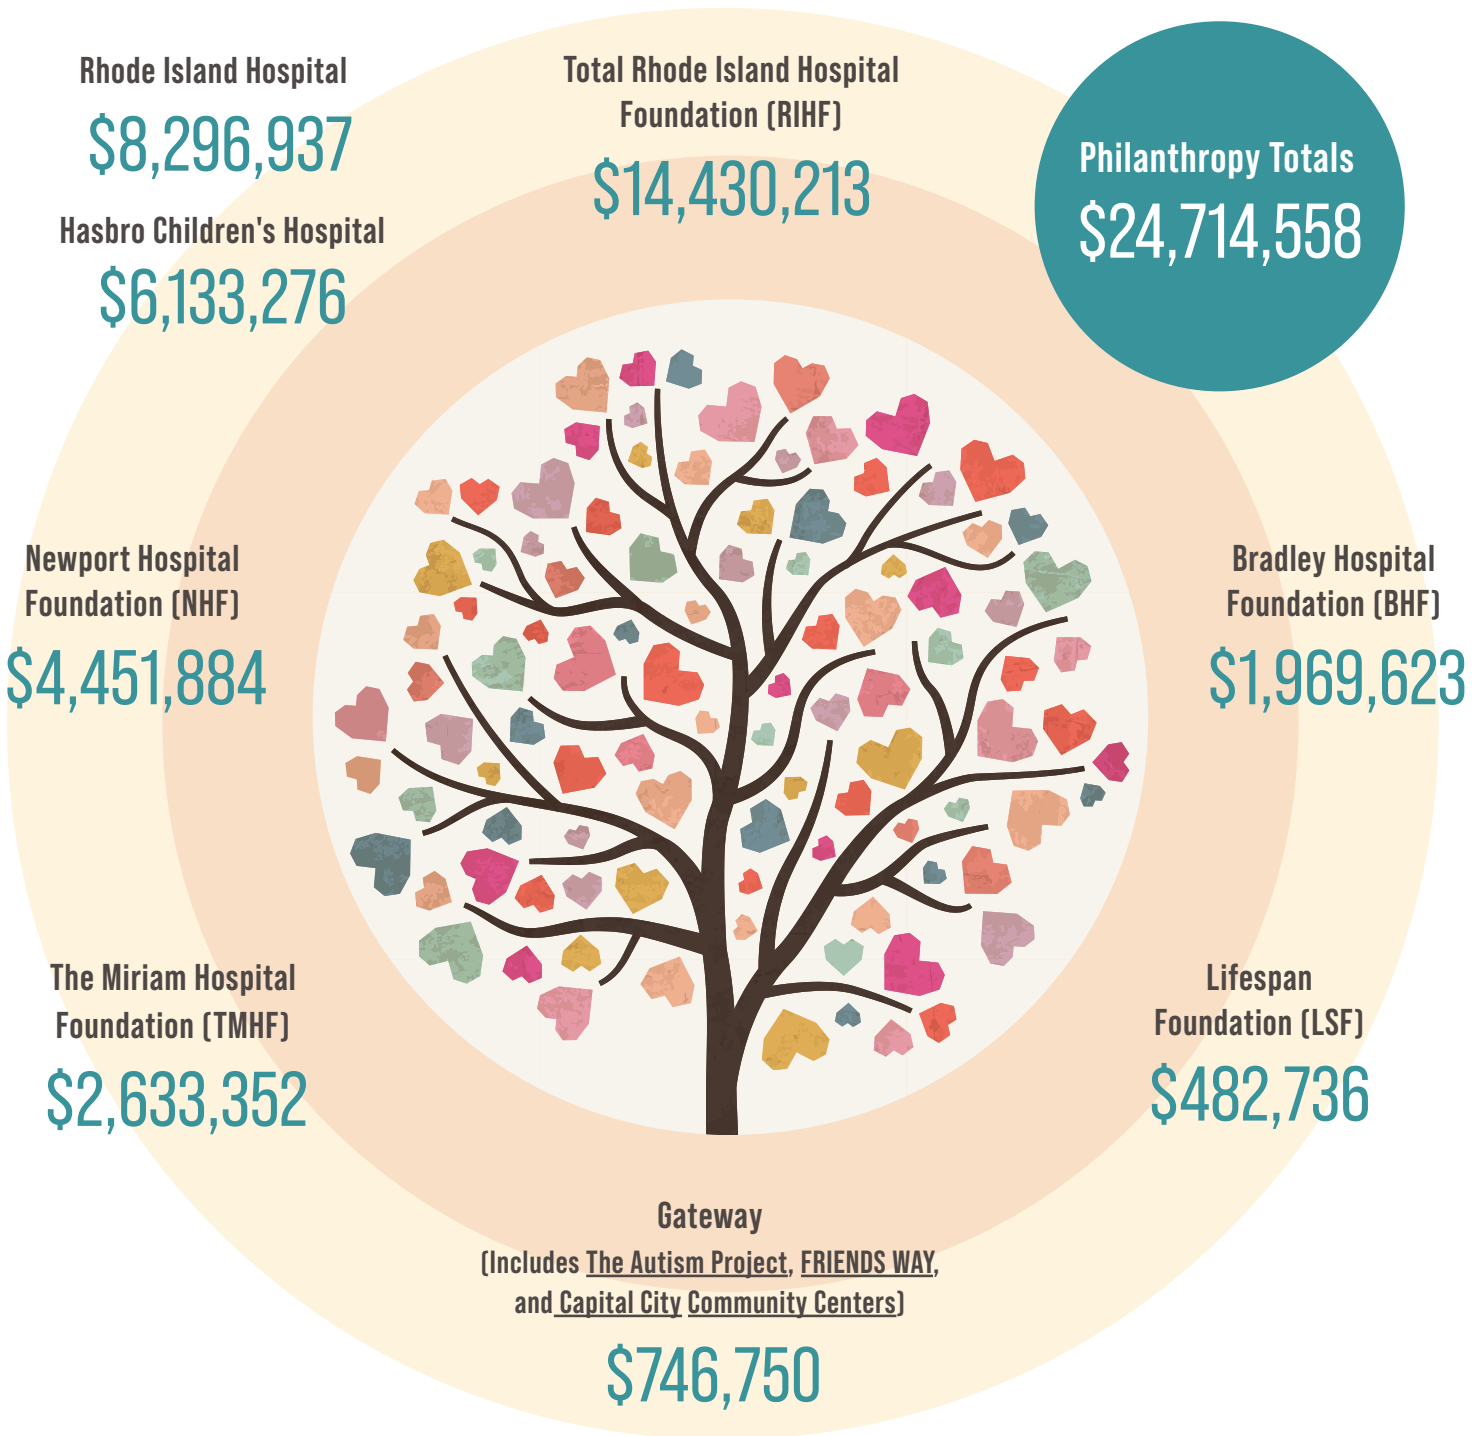 Rhode Island Hospital
$8,296,937
Hasbro Children's Hospital
$6,133,276
Total Rhode Island Hospital
Foundation (RIHF)
$14,430,213
Philanthropy Totals
$24,714,558
Newport Hospital
Foundation (NHF)
$4,451,884
Bradley Hospital
Foundation (BHF)
$1,969,623
The Miriam Hospital
Foundation (TMHF)
$2,633,352
Lifespan
Foundation (LSF)
$482,736
Gateway
(Includes The Autism Project, FRIENDS WAY,
and Capital City Community Centers)
$746,750